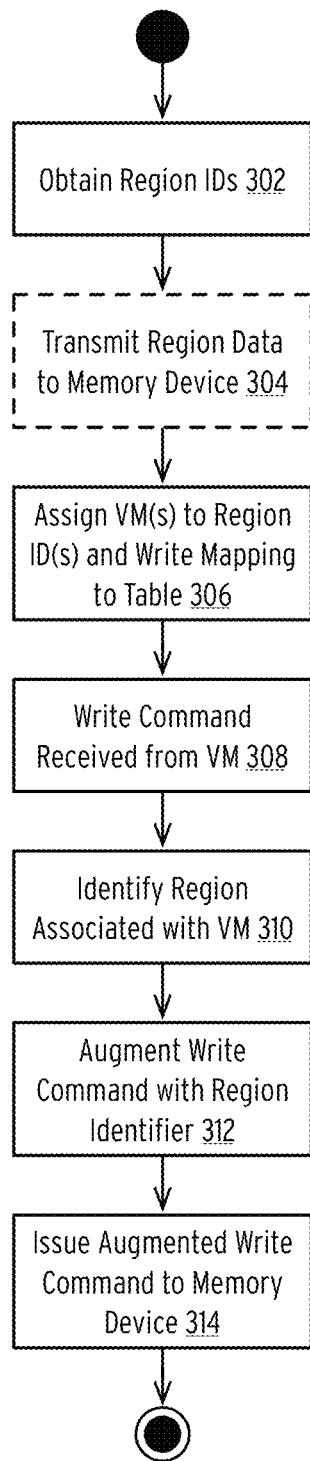 Obtain Region IDs 302
Transmit Region Data
to Memory Device 304
Assign VM(s) to Region
ID(s) and Write Mapping
to Table 306
Write Command
Received from VM 308
Identify Region
Associated with VM 310
Augment Write
Command with Region
Identifier 312
Issue Augmented Write
Command to Memory
Device 314